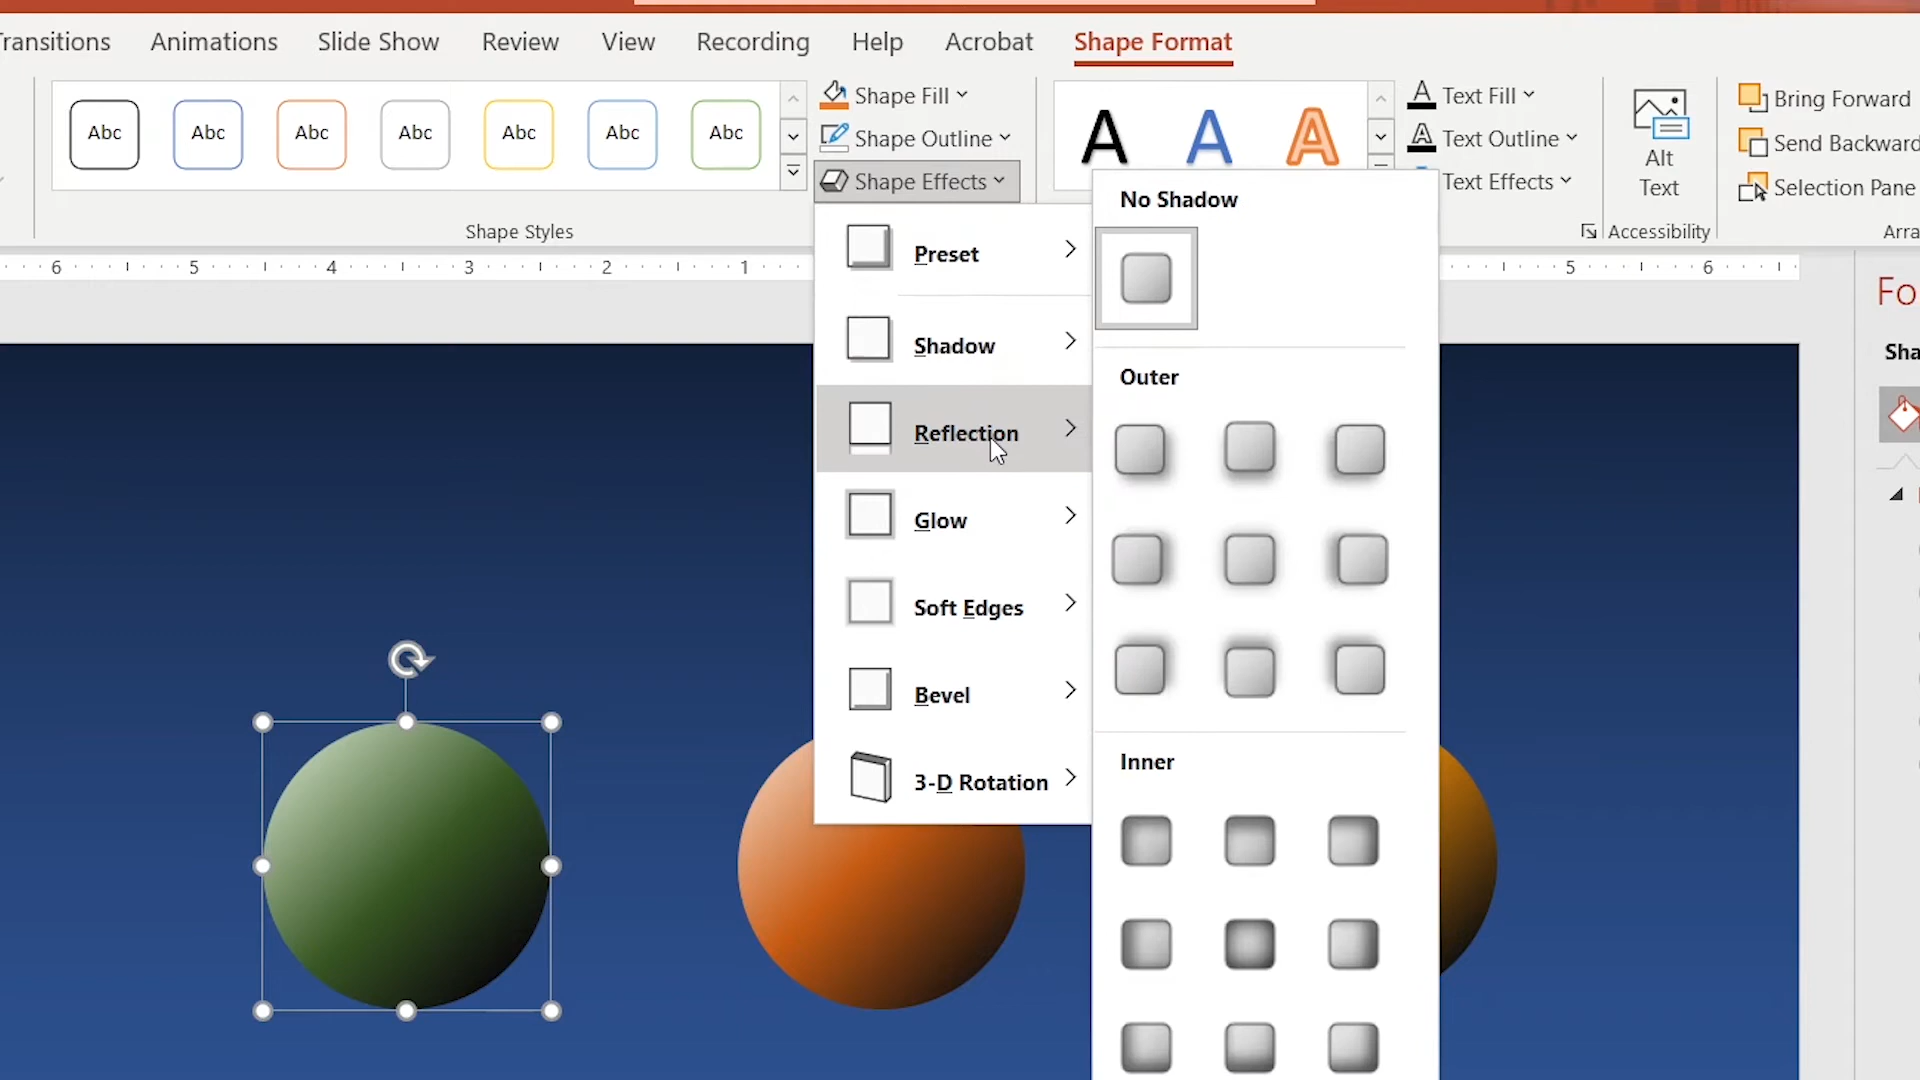 Transitions Animations Slide Show Review View Recording Help Acrobat Shape Format
Abc Abc Abc Abc Abc Abc Abc
Shape Fill
Shape Outline
Shape Effects
Shape Styles
A A A
Text Fill
Text Outline
Text Effects
Alt
Text
Accessibility
Bring Forward
Send Backward
Selection Pane
Arra
6 5 4 3 2 1 5 6
Preset
Shadow
Reflection
Glow
Soft Edges
Bevel
3-D Rotation
No Shadow
Outer
Inner
Fo
Sha